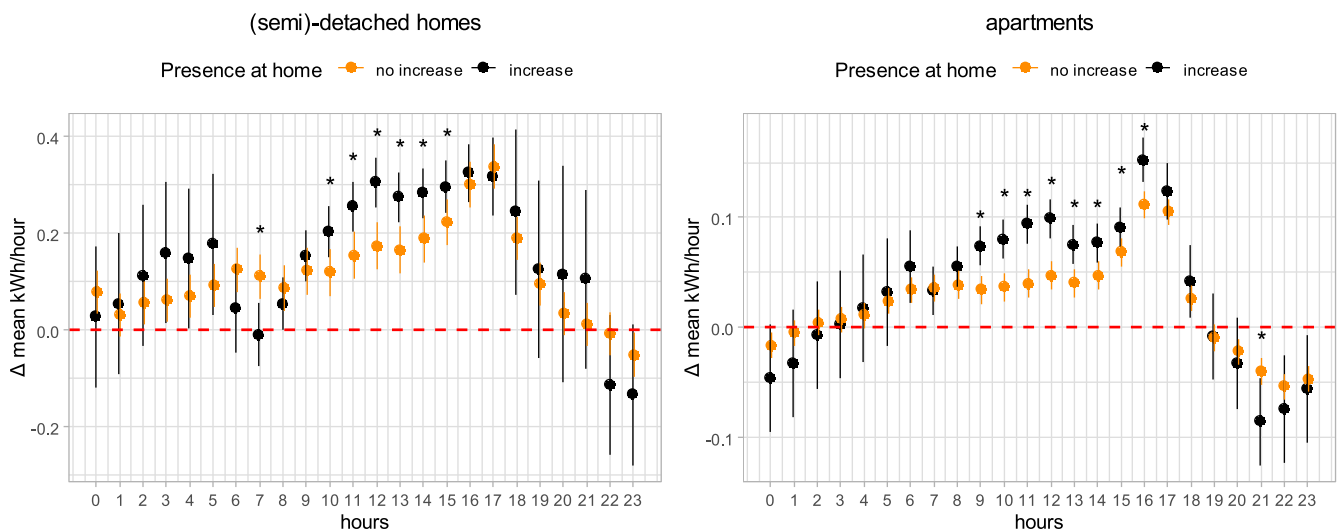 (semi)-detached homes
Presence at home no increase increase
Δ mean kWh/hour
0.4
0.2
0.0
-0.2
* * * * * * *
0 1 2 3 4 5 6 7 8 9 10 11 12 13 14 15 16 17 18 19 20 21 22 23
hours
apartments
Presence at home no increase increase
Δ mean kWh/hour
0.1
0.0
-0.1
* * * * * * * * *
0 1 2 3 4 5 6 7 8 9 10 11 12 13 14 15 16 17 18 19 20 21 22 23
hours